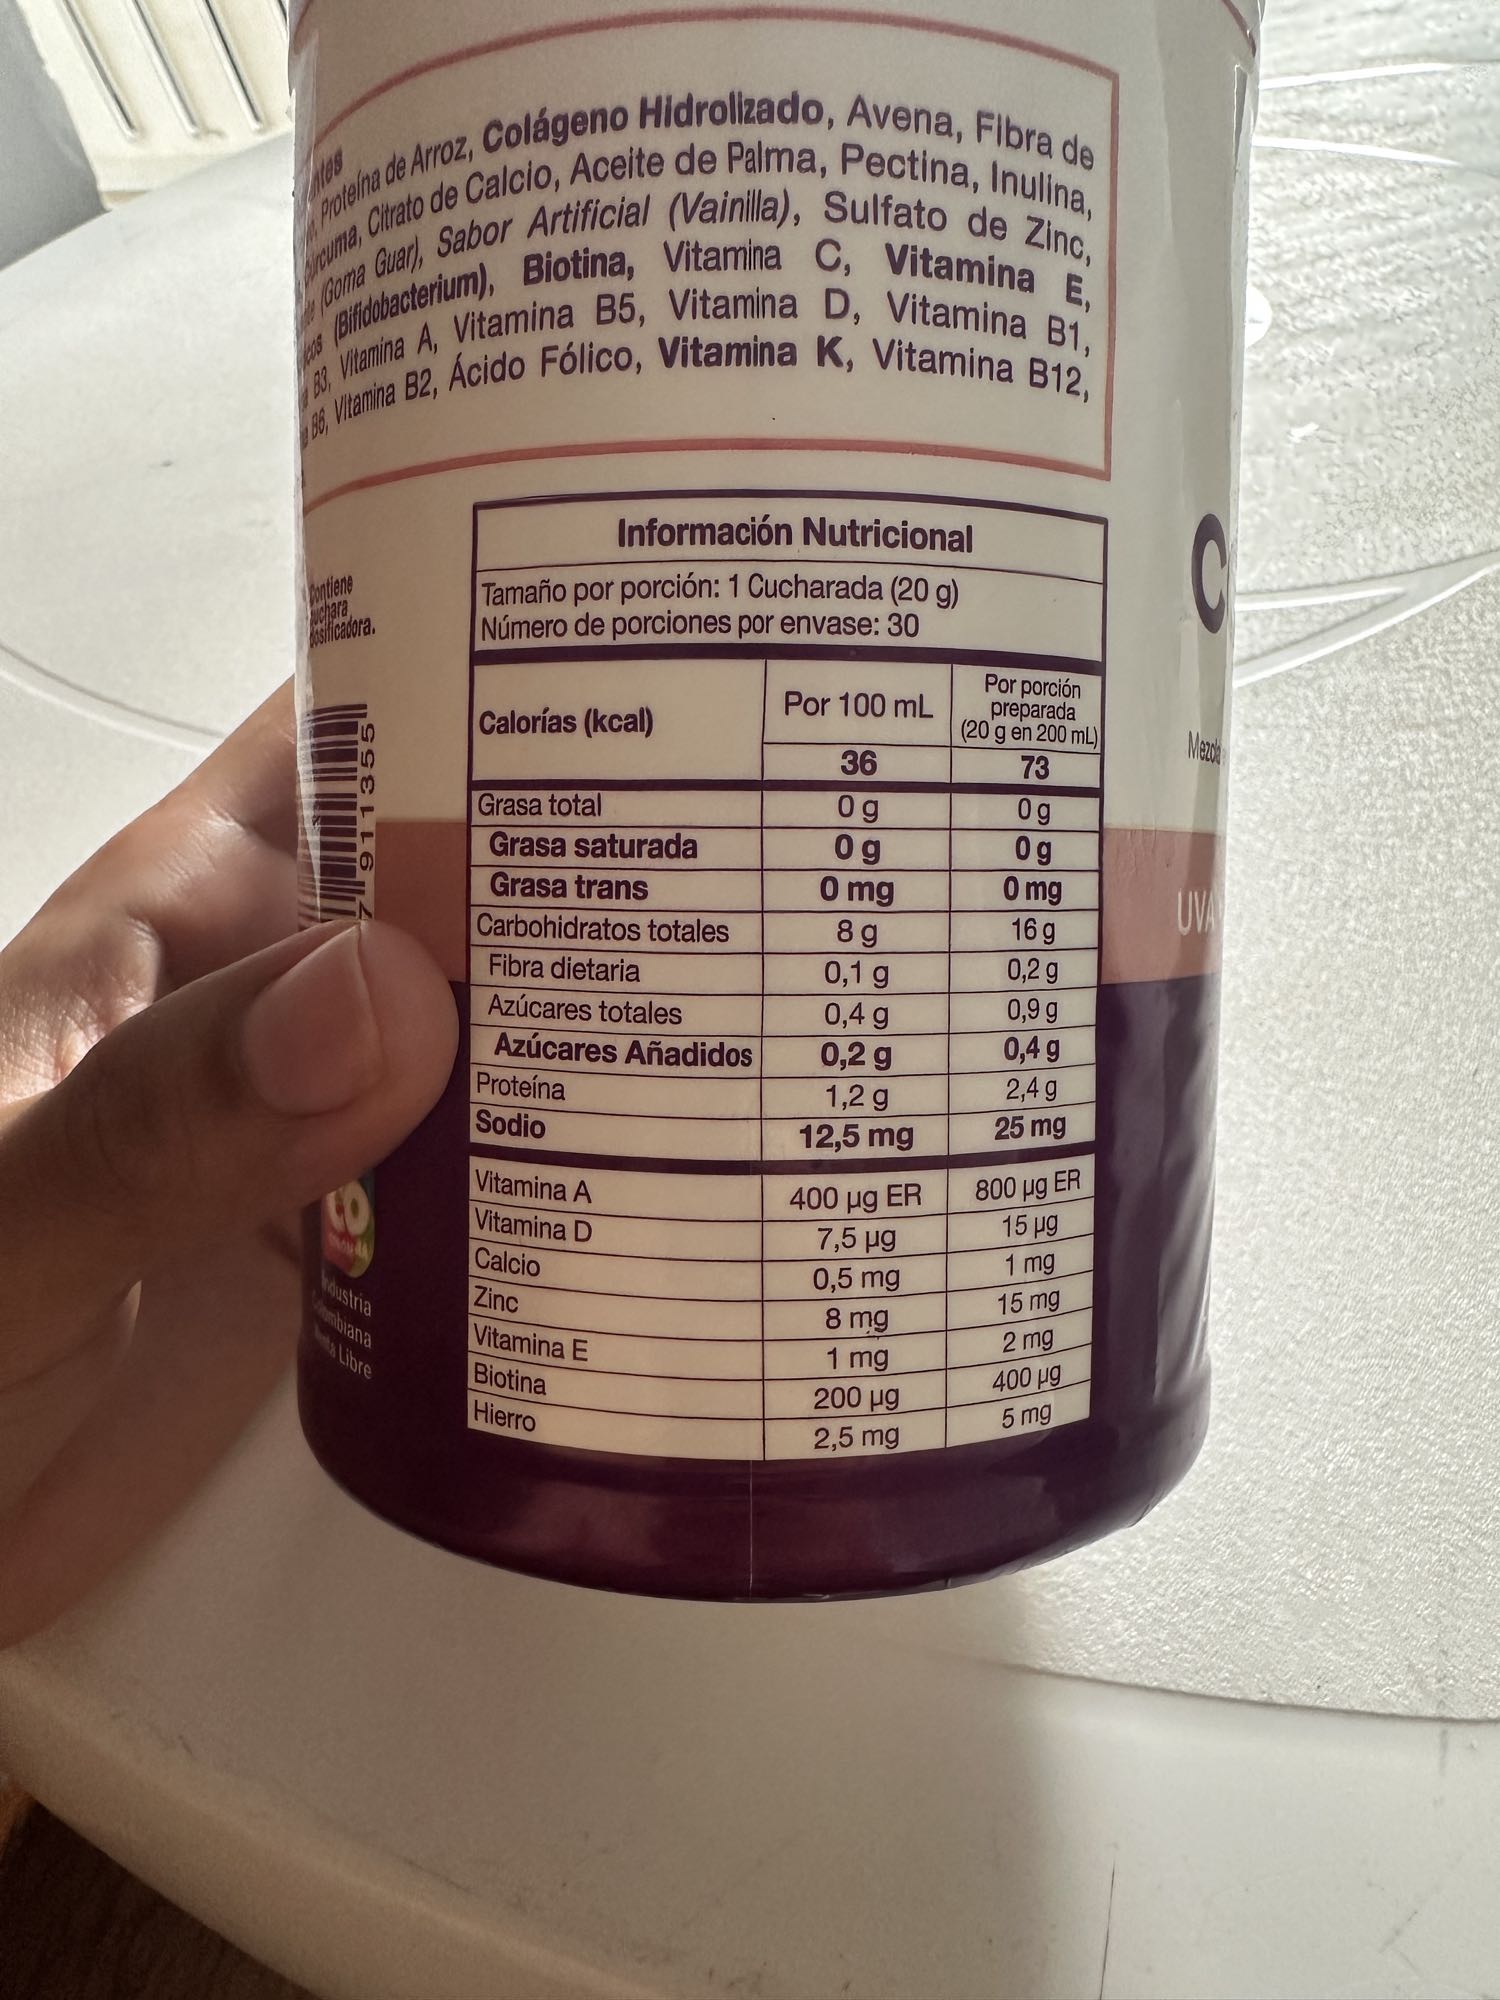 Proteína de Arroz, Colágeno Hidrolizado, Avena, Fibra de
Cúrcuma, Citrato de Calcio, Aceite de Palma, Pectina, Inulina,
(Goma Guar), Sabor Artificial (Vainilla), Sulfato de Zinc,
(Bifidobacterium), Biotina, Vitamina C, Vitamina E,
B3, Vitamina A, Vitamina B5, Vitamina D, Vitamina B1,
B6, Vitamina B2, Ácido Fólico, Vitamina K, Vitamina B12,
Contiene
cuchara
dosificadora.
7 911355
Industria
Colombiana
Venta Libre
Información Nutricional
Tamaño por porción: 1 Cucharada (20 g)
Número de porciones por envase: 30
Calorías (kcal) Por 100 mL Por porción preparada (20 g en 200 mL)
36 73
Grasa total 0 g 0 g
Grasa saturada 0 g 0 g
Grasa trans 0 mg 0 mg
Carbohidratos totales 8 g 16 g
Fibra dietaria 0,1 g 0,2 g
Azúcares totales 0,4 g 0,9 g
Azúcares Añadidos 0,2 g 0,4 g
Proteína 1,2 g 2,4 g
Sodio 12,5 mg 25 mg
Vitamina A 400 µg ER 800 µg ER
Vitamina D 7,5 µg 15 µg
Calcio 0,5 mg 1 mg
Zinc 8 mg 15 mg
Vitamina E 1 mg 2 mg
Biotina 200 µg 400 µg
Hierro 2,5 mg 5 mg
C
Mezcla
UVA